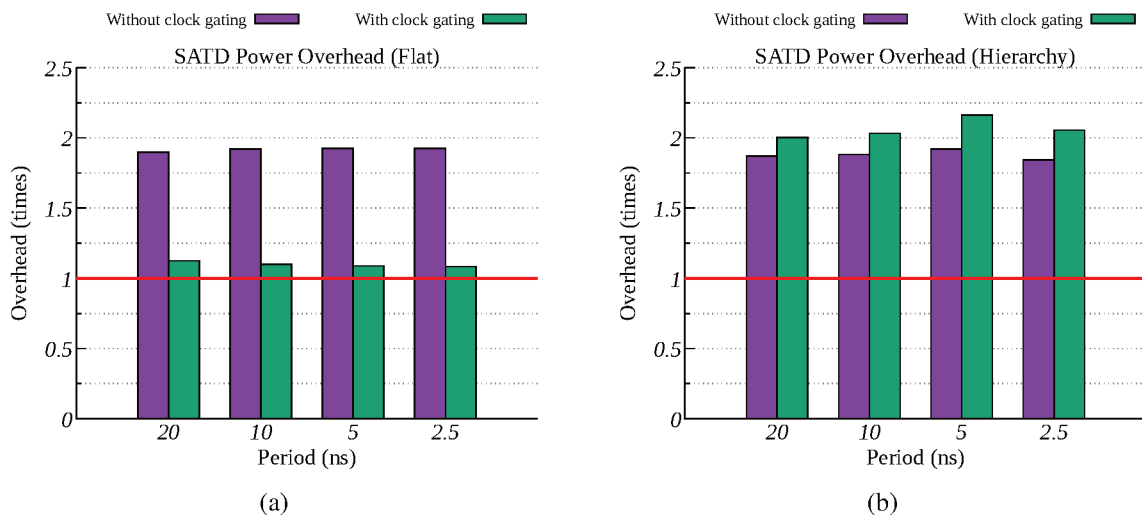 Without clock gating
With clock gating
SATD Power Overhead (Flat)
2.5
2
1.5
1
0.5
0
Overhead (times)
20 10 5 2.5
Period (ns)
(a)
Without clock gating
With clock gating
SATD Power Overhead (Hierarchy)
2.5
2
1.5
1
0.5
0
Overhead (times)
20 10 5 2.5
Period (ns)
(b)